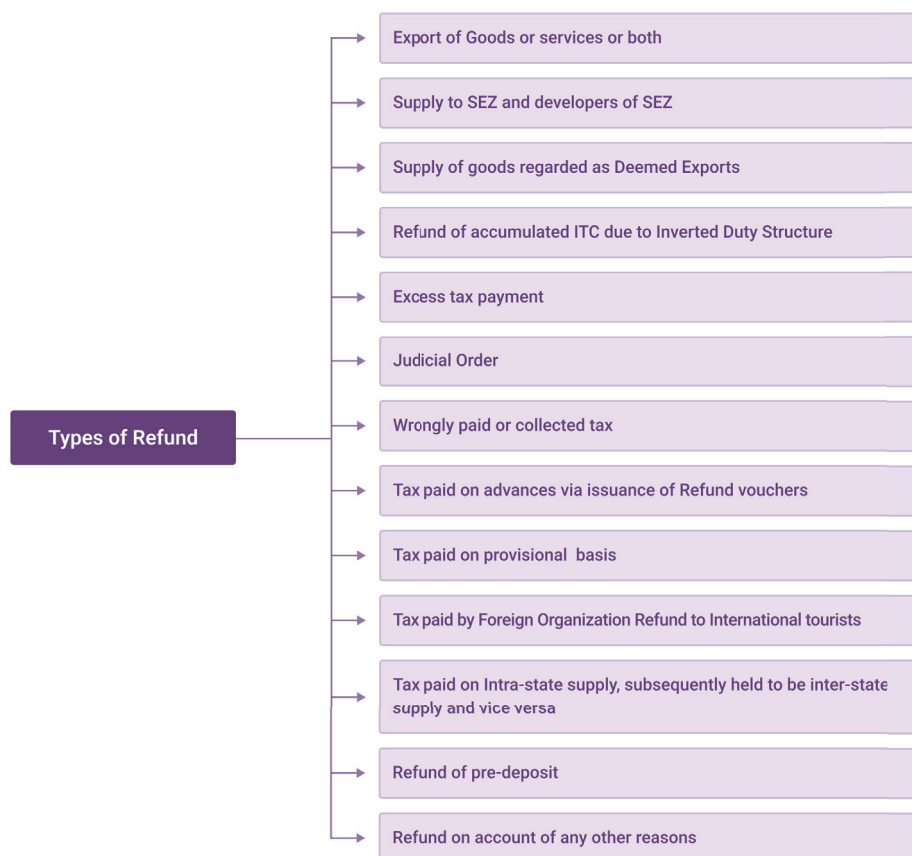 Export of Goods or services or both
Supply to SEZ and developers of SEZ
Supply of goods regarded as Deemed Exports
Refund of accumulated ITC due to Inverted Duty Structure
Excess tax payment
Judicial Order
Wrongly paid or collected tax
Types of Refund
Tax paid on advances via issuance of Refund vouchers
Tax paid on provisional basis
Tax paid by Foreign Organization Refund to International tourists
Tax paid on Intra-state supply, subsequently held to be inter-state
supply and vice versa
Refund of pre-deposit
Refund on account of any other reasons